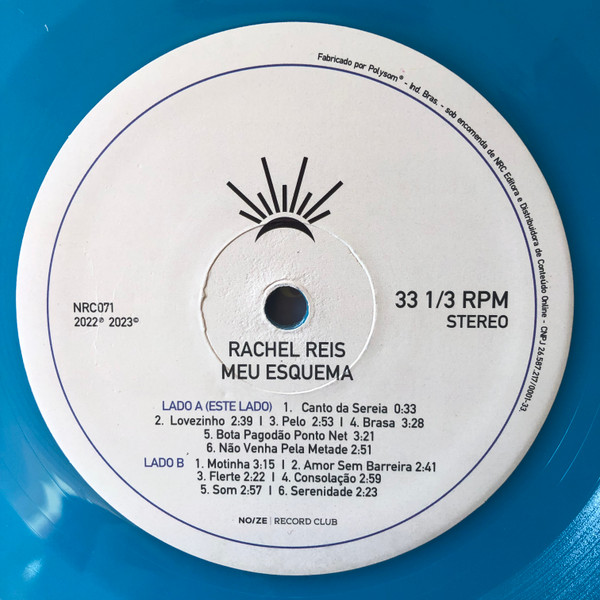 Fabricado por Polysom® - Ind. Bras. - sob encomenda de NRC Editora e Distribuidora de Conteúdo Online - CNPJ 26.587.217/0001-33.
NRC071
2022℗ 2023©
33 1/3 RPM
STEREO
RACHEL REIS
MEU ESQUEMA
LADO A (ESTE LADO) 1. Canto da Sereia 0:33
2. Lovezinho 2:39 | 3. Pelo 2:53 | 4. Brasa 3:28
5. Bota Pagodão Ponto Net 3:21
6. Não Venha Pela Metade 2:51
LADO B 1. Motinha 3:15 | 2. Amor Sem Barreira 2:41
3. Flerte 2:22 | 4. Consolação 2:59
5. Som 2:57 | 6. Serenidade 2:23
NO/ZE | RECORD CLUB